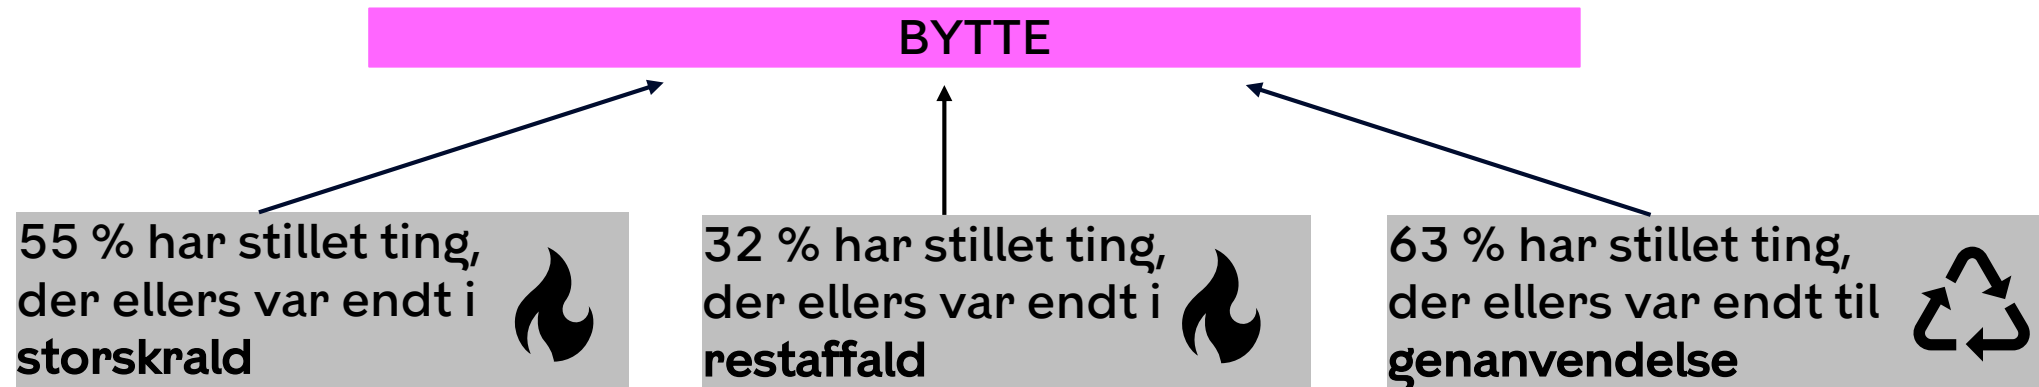 BYTTE
55 % har stillet ting,
der ellers var endt i
storskrald
32 % har stillet ting,
der ellers var endt i
restaffald
63 % har stillet ting,
der ellers var endt til
genanvendelse